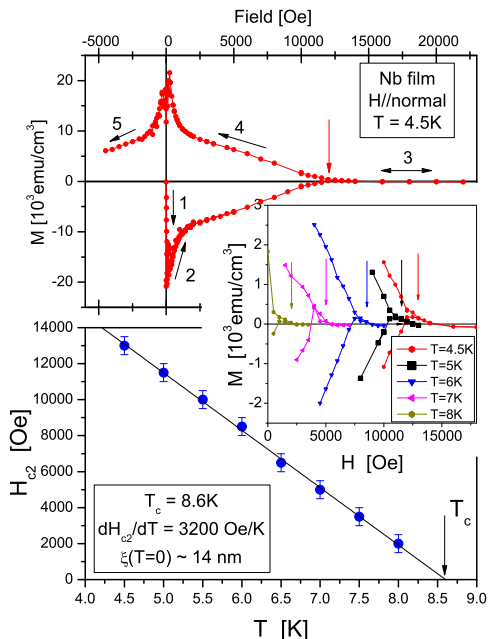 Field [Oe]
-5000 0 5000 10000 15000 20000
Nb film
H//normal
T = 4.5K
M [10³emu/cm³]
20
10
0
-10
-20
5
4
3
1
2
M [10³emu/cm³]
3
2
0
-2
T=4.5K
T=5K
T=6K
T=7K
T=8K
0 5000 10000 15000
H [Oe]
H_c2 [Oe]
14000
12000
10000
8000
6000
4000
2000
0
T_c = 8.6K
dH_c2/dT = 3200 Oe/K
ξ(T=0) ~ 14 nm
T_c
4.0 4.5 5.0 5.5 6.0 6.5 7.0 7.5 8.0 8.5 9.0
T [K]